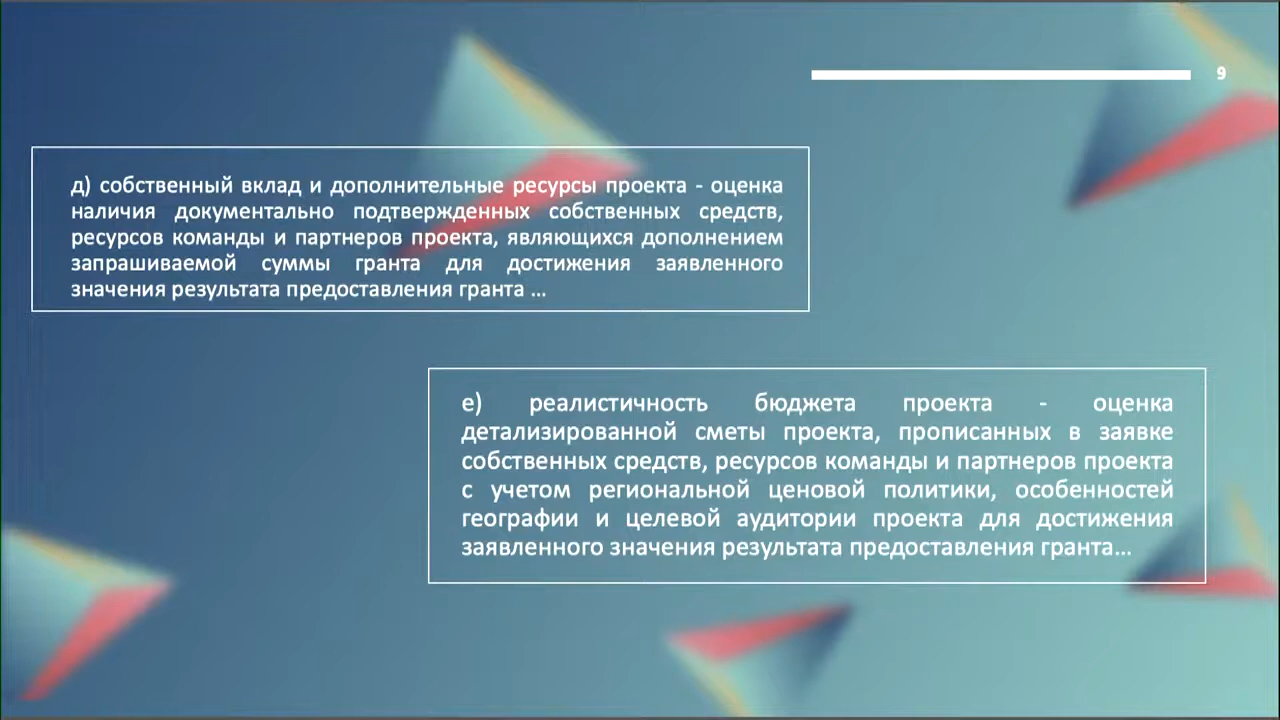 9
д) собственный вклад и дополнительные ресурсы проекта - оценка
наличия документально подтвержденных собственных средств,
ресурсов команды и партнеров проекта, являющихся дополнением
запрашиваемой суммы гранта для достижения заявленного
значения результата предоставления гранта ...
е) реалистичность бюджета проекта - оценка
детализированной сметы проекта, прописанных в заявке
собственных средств, ресурсов команды и партнеров проекта
с учетом региональной ценовой политики, особенностей
географии и целевой аудитории проекта для достижения
заявленного значения результата предоставления гранта...